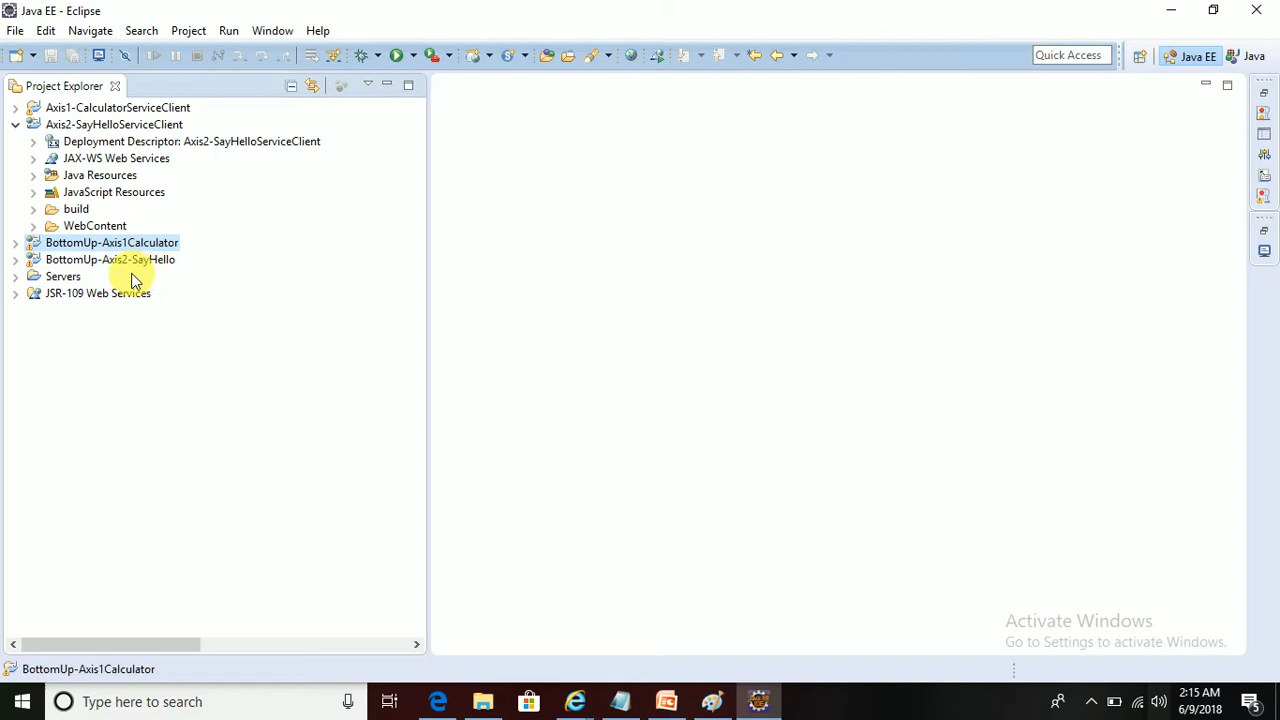 Java EE - Eclipse
File Edit Navigate Search Project Run Window Help
Quick Access
Java EE
Java
Project Explorer
Axis1-CalculatorServiceClient
Axis2-SayHelloServiceClient
Deployment Descriptor: Axis2-SayHelloServiceClient
JAX-WS Web Services
Java Resources
JavaScript Resources
build
WebContent
BottomUp-Axis1Calculator
BottomUp-Axis2-SayHello
Servers
JSR-109 Web Services
Activate Windows
Go to Settings to activate Windows.
BottomUp-Axis1Calculator
Type here to search
2:15 AM
6/9/2018
5